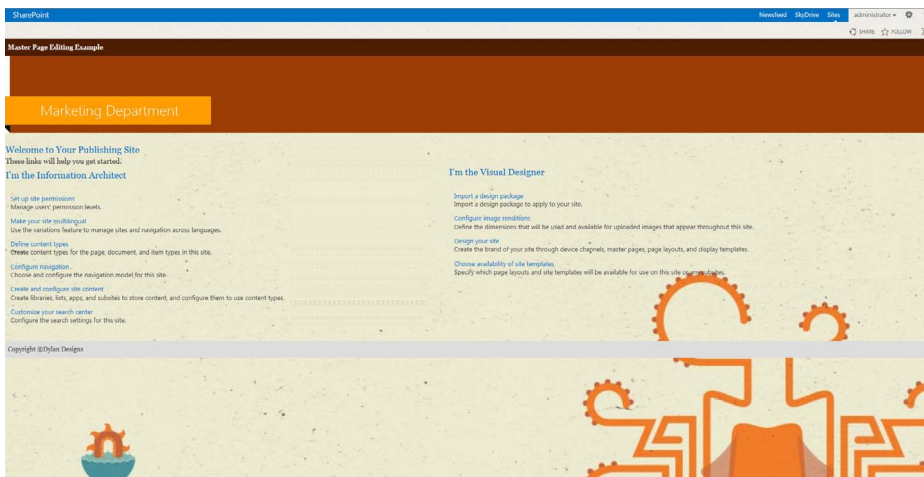 SharePoint
Newsfeed SkyDrive Sites administrator
SHARE FOLLOW
Master Page Editing Example
Marketing Department
Welcome to Your Publishing Site
These links will help you get started.
I'm the Information Architect
Set up site permissions
Manage users' permission levels.
Make your site multilingual
Use the variations feature to manage sites and navigation across languages.
Define content types
Create content types for the page, document, and item types in this site.
Configure navigation
Choose and configure the navigation model for this site.
Create and configure site content
Create libraries, lists, apps, and subsites to store content, and configure them to use content types.
Customize your search center
Configure the search settings for this site.
I'm the Visual Designer
Import a design package
Import a design package to apply to your site.
Configure image renditions
Define the dimensions that will be used and available for uploaded images that appear throughout this site.
Design your site
Create the brand of your site through device channels, master pages, page layouts, and display templates.
Choose availability of site templates
Specify which page layouts and site templates will be available for use on this site or any subsites.
Copyright @Dylan Designs